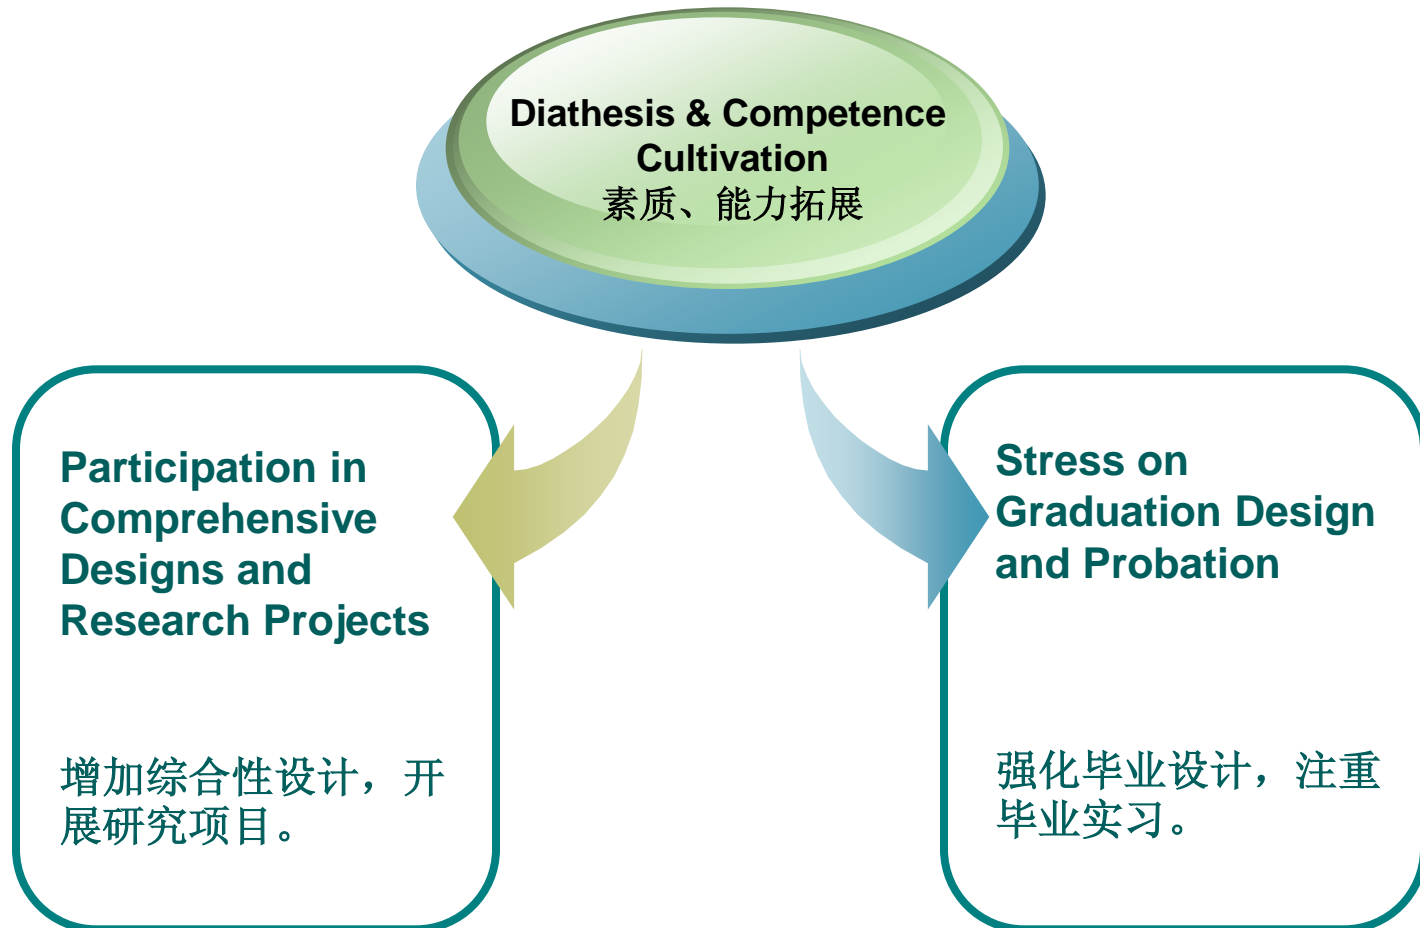 Diathesis & Competence
Cultivation
素质、能力拓展
Participation in
Comprehensive
Designs and
Research Projects
增加综合性设计，开
展研究项目。
Stress on
Graduation Design
and Probation
强化毕业设计，注重
毕业实习。